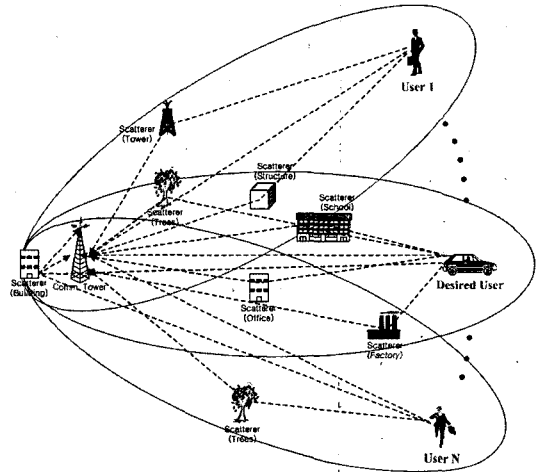 User 1
Scatterer
(Tower)
Scatterer
(Structure)
Scatterer
(School)
Scatterer
(Trees)
Scatterer
(Building)
Comm. Tower
Desired User
Scatterer
(Office)
Scatterer
(Factory)
Scatterer
(Trees)
User N